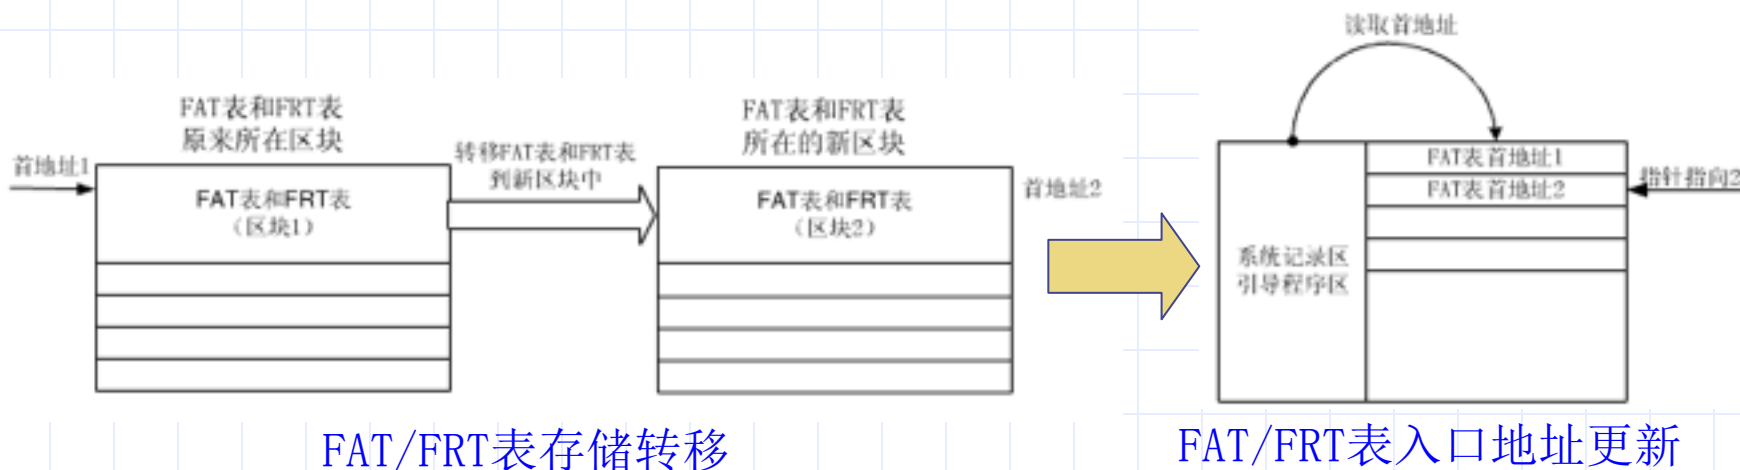 读取首地址
FAT表和FRT表
原来所在区块
FAT表和FRT表
所在的新区块
首地址1
转移FAT表和FRT表
到新区块中
首地址2
FAT表和FRT表
（区块1）
FAT表和FRT表
（区块2）
FAT表首地址1
FAT表首地址2
指针指向2
系统记录区
引导程序区
FAT/FRT表存储转移
FAT/FRT表入口地址更新